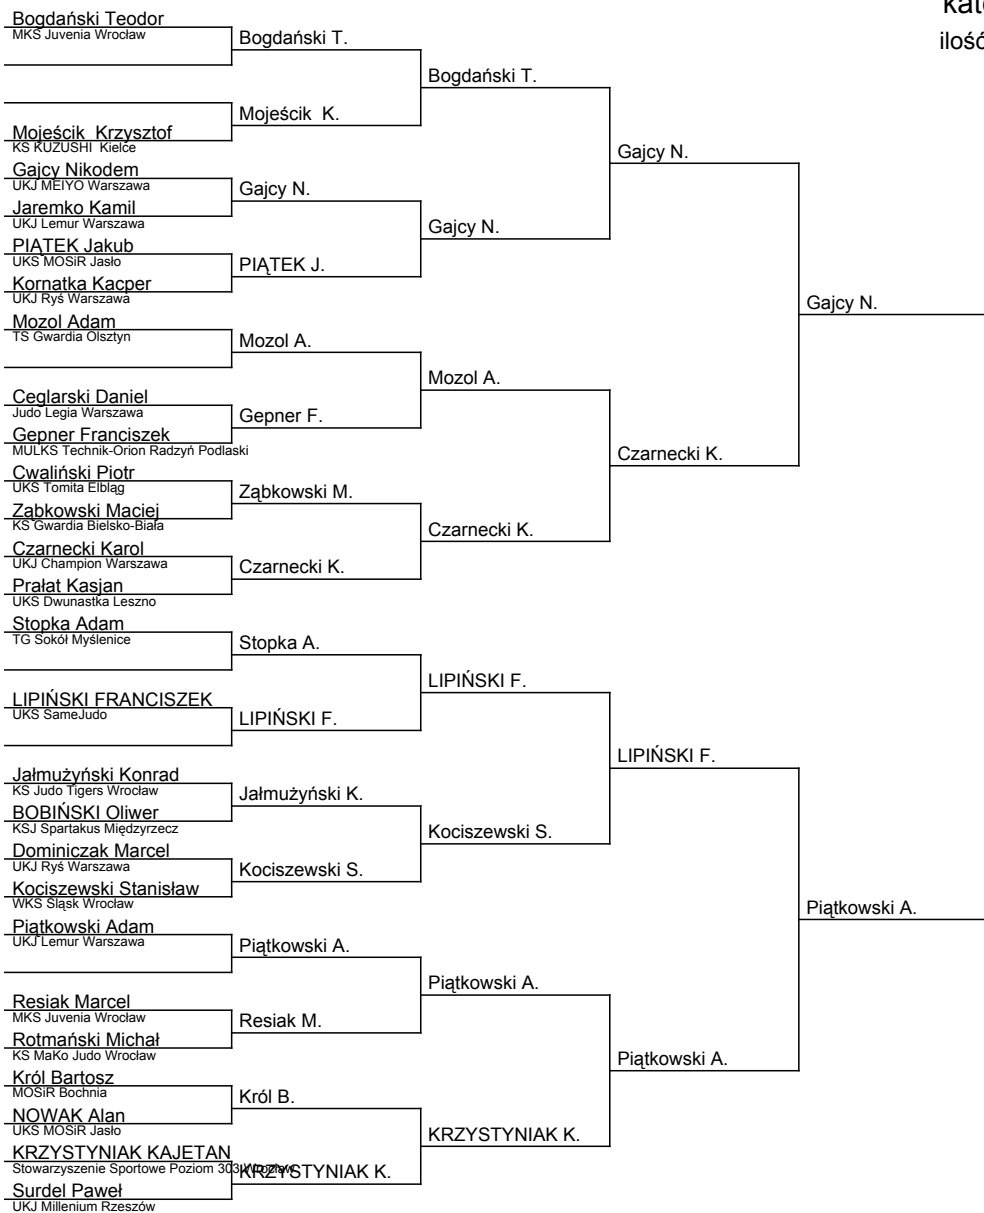 Bogdański Teodor
MKS Juvenia Wrocław
Mojeścik  Krzysztof
KS KUZUSHI  Kielce
Gajcy Nikodem
UKJ MEIYO Warszawa
Jaremko Kamil
UKJ Lemur Warszawa
PIĄTEK Jakub
UKS MOSiR Jasło
Kornatka Kacper
UKJ Ryś Warszawa
Mozol Adam
TS Gwardia Olsztyn
Ceglarski Daniel
Judo Legia Warszawa
Gepner Franciszek
MULKS Technik-Orion Radzyń Podlaski
Cwaliński Piotr
UKS Tomita Elbląg
Ząbkowski Maciej
KS Gwardia Bielsko-Biała
Czarnecki Karol
UKJ Champion Warszawa
Prałat Kasjan
UKS Dwunastka Leszno
Stopka Adam
TG Sokół Myślenice
LIPIŃSKI FRANCISZEK
UKS SameJudo
Jałmużyński Konrad
KS Judo Tigers Wrocław
BOBIŃSKI Oliwer
KSJ Spartakus Międzyrzecz
Dominiczak Marcel
UKJ Ryś Warszawa
Kociszewski Stanisław
WKS Śląsk Wrocław
Piątkowski Adam
UKJ Lemur Warszawa
Resiak Marcel
MKS Juvenia Wrocław
Rotmański Michał
KS MaKo Judo Wrocław
Król Bartosz
MOSiR Bochnia
NOWAK Alan
UKS MOSiR Jasło
KRZYSTYNIAK KAJETAN
Stowarzyszenie Sportowe Poziom 303 Wrocław
Surdel Paweł
UKJ Millenium Rzeszów
Bogdański T.
Mojeścik  K.
Gajcy N.
PIĄTEK J.
Mozol A.
Gepner F.
Ząbkowski M.
Czarnecki K.
Stopka A.
LIPIŃSKI F.
Jałmużyński K.
Kociszewski S.
Piątkowski A.
Resiak M.
Król B.
KRZYSTYNIAK K.
Bogdański T.
Gajcy N.
Mozol A.
Czarnecki K.
LIPIŃSKI F.
Kociszewski S.
Piątkowski A.
KRZYSTYNIAK K.
Gajcy N.
Czarnecki K.
LIPIŃSKI F.
Piątkowski A.
Gajcy N.
Piątkowski A.